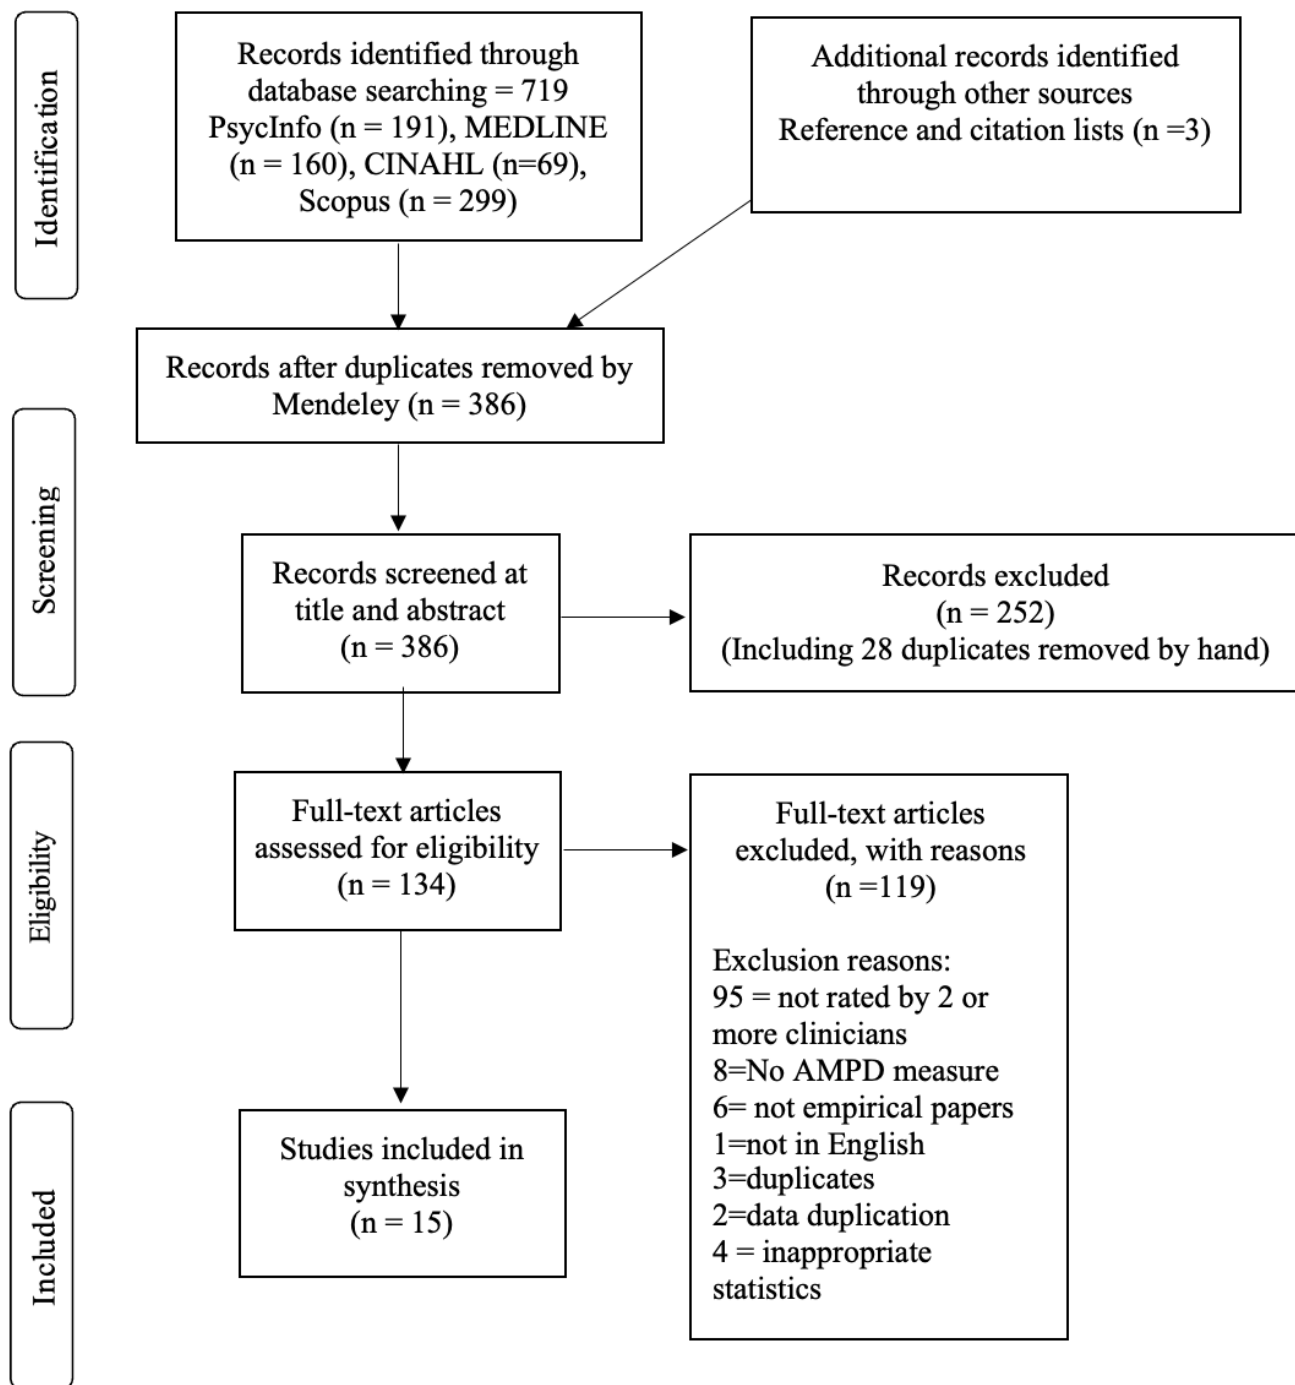 Identification
Records identified through
database searching = 719
PsycInfo (n = 191), MEDLINE
(n = 160), CINAHL (n=69),
Scopus (n = 299)
Additional records identified
through other sources
Reference and citation lists (n =3)
Records after duplicates removed by
Mendeley (n = 386)
Screening
Records screened at
title and abstract
(n = 386)
Records excluded
(n = 252)
(Including 28 duplicates removed by hand)
Eligibility
Full-text articles
assessed for eligibility
(n = 134)
Full-text articles
excluded, with reasons
(n =119)
Exclusion reasons:
95 = not rated by 2 or
more clinicians
8=No AMPD measure
6= not empirical papers
1=not in English
3=duplicates
2=data duplication
4 = inappropriate
statistics
Included
Studies included in
synthesis
(n = 15)